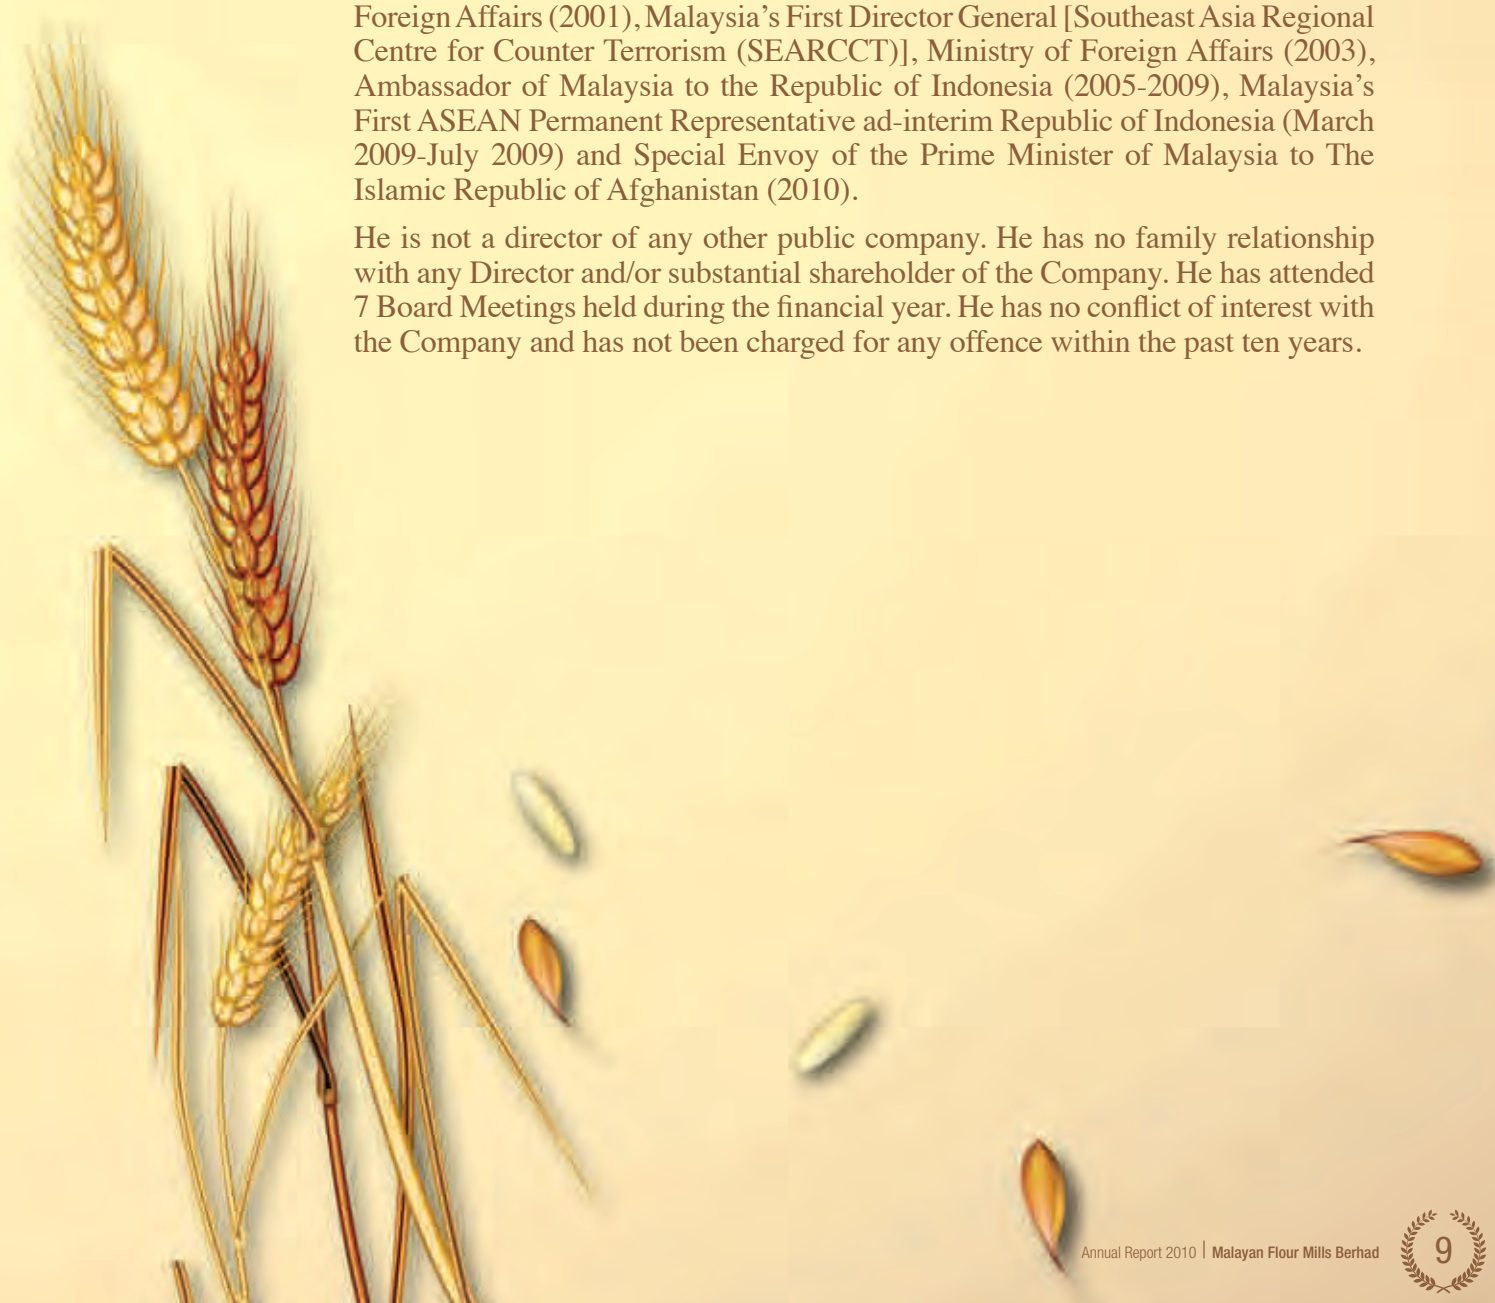 Foreign Affairs (2001), Malaysia’s First Director General [Southeast Asia Regional
Centre for Counter Terrorism (SEARCCT)], Ministry of Foreign Affairs (2003),
Ambassador of Malaysia to the Republic of Indonesia (2005-2009), Malaysia’s
First ASEAN Permanent Representative ad-interim Republic of Indonesia (March
2009-July 2009) and Special Envoy of the Prime Minister of Malaysia to The
Islamic Republic of Afghanistan (2010).
He is not a director of any other public company. He has no family relationship
with any Director and/or substantial shareholder of the Company. He has attended
7 Board Meetings held during the financial year. He has no conflict of interest with
the Company and has not been charged for any offence within the past ten years.
Annual Report 2010 | Malayan Flour Mills Berhad 9